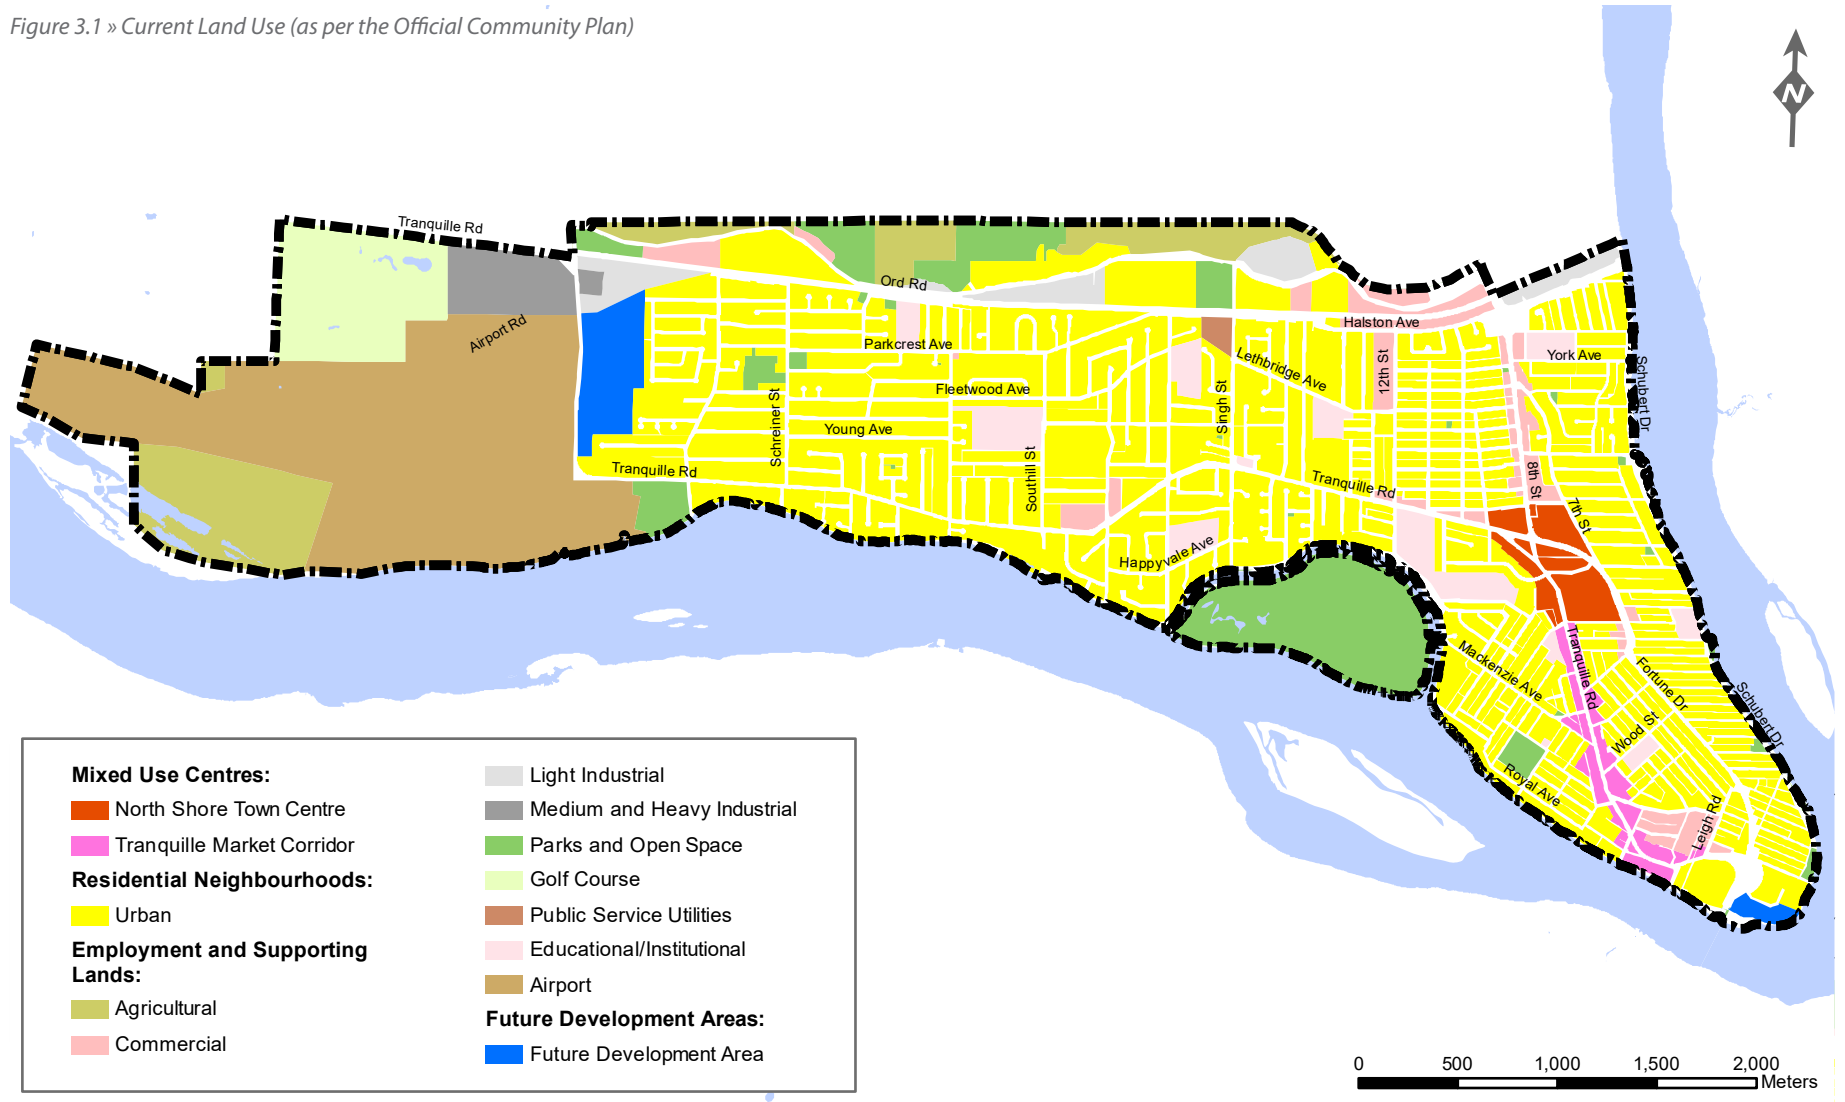 Figure 3.1 » Current Land Use (as per the Official Community Plan)
N
Tranquille Rd
Airport Rd
Ord Rd
Halston Ave
Parkcrest Ave
Lethbridge Ave
12th St
York Ave
Schubert Dr
Fleetwood Ave
Schreiner St
Singh St
Young Ave
Tranquille Rd
Southill St
Tranquille Rd
8th St
7th St
Happyvale Ave
Mackenzie Ave
Tranquille Rd
Fortune Dr
Wood St
Schubert Dr
Royal Ave
Leigh Rd
Mixed Use Centres:
North Shore Town Centre
Tranquille Market Corridor
Residential Neighbourhoods:
Urban
Employment and Supporting
Lands:
Agricultural
Commercial
Light Industrial
Medium and Heavy Industrial
Parks and Open Space
Golf Course
Public Service Utilities
Educational/Institutional
Airport
Future Development Areas:
Future Development Area
0 500 1,000 1,500 2,000
Meters